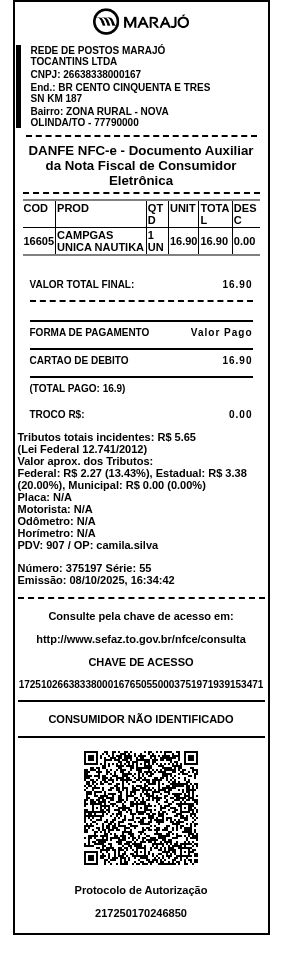 MARAJÓ
REDE DE POSTOS MARAJÓ
TOCANTINS LTDA
CNPJ: 26638338000167
End.: BR CENTO CINQUENTA E TRES
SN KM 187
Bairro: ZONA RURAL - NOVA
OLINDA/TO - 77790000
DANFE NFC-e - Documento Auxiliar
da Nota Fiscal de Consumidor
Eletrônica
COD PROD QTD UNIT TOTAL DESC
16605 CAMPGAS UNICA NAUTIKA 1 UN 16.90 16.90 0.00
VALOR TOTAL FINAL: 16.90
FORMA DE PAGAMENTO Valor Pago
CARTAO DE DEBITO 16.90
(TOTAL PAGO: 16.9)
TROCO R$: 0.00
Tributos totais incidentes: R$ 5.65
(Lei Federal 12.741/2012)
Valor aprox. dos Tributos:
Federal: R$ 2.27 (13.43%), Estadual: R$ 3.38
(20.00%), Municipal: R$ 0.00 (0.00%)
Placa: N/A
Motorista: N/A
Odômetro: N/A
Horímetro: N/A
PDV: 907 / OP: camila.silva
Número: 375197 Série: 55
Emissão: 08/10/2025, 16:34:42
Consulte pela chave de acesso em:
http://www.sefaz.to.gov.br/nfce/consulta
CHAVE DE ACESSO
17251026638338000167650550003751971939153471
CONSUMIDOR NÃO IDENTIFICADO
Protocolo de Autorização
217250170246850